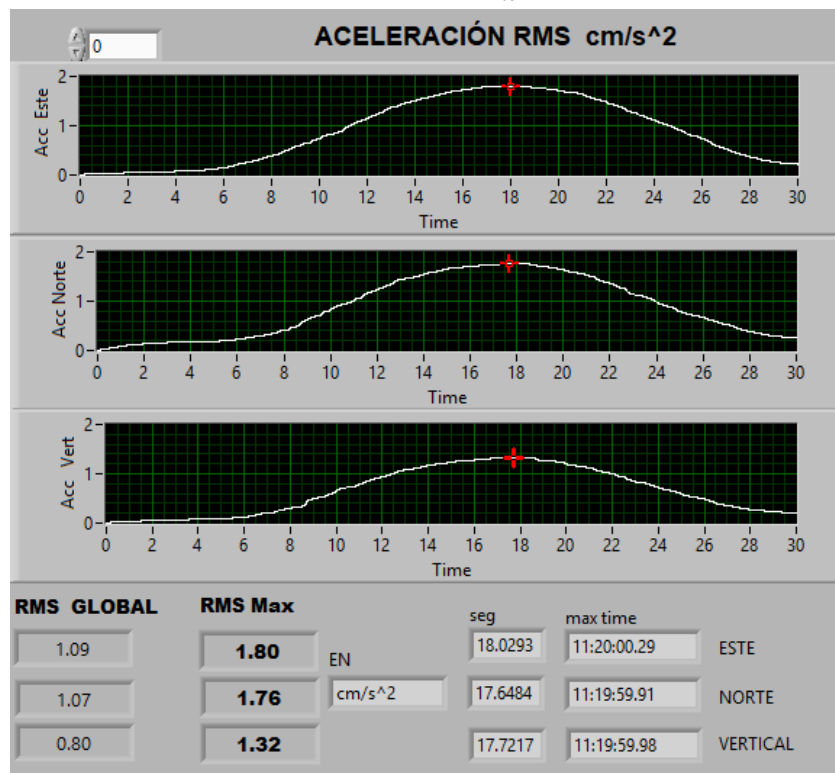 0
ACELERACIÓN RMS cm/s^2
Acc Este
2
1
0
0 2 4 6 8 10 12 14 16 18 20 22 24 26 28 30
Time
Acc Norte
2
1
0
0 2 4 6 8 10 12 14 16 18 20 22 24 26 28 30
Time
Acc Vert
2
1
0
0 2 4 6 8 10 12 14 16 18 20 22 24 26 28 30
Time
RMS GLOBAL RMS Max seg max time
1.09 1.80 18.0293 11:20:00.29 ESTE
EN
1.07 1.76 cm/s^2 17.6484 11:19:59.91 NORTE
0.80 1.32 17.7217 11:19:59.98 VERTICAL